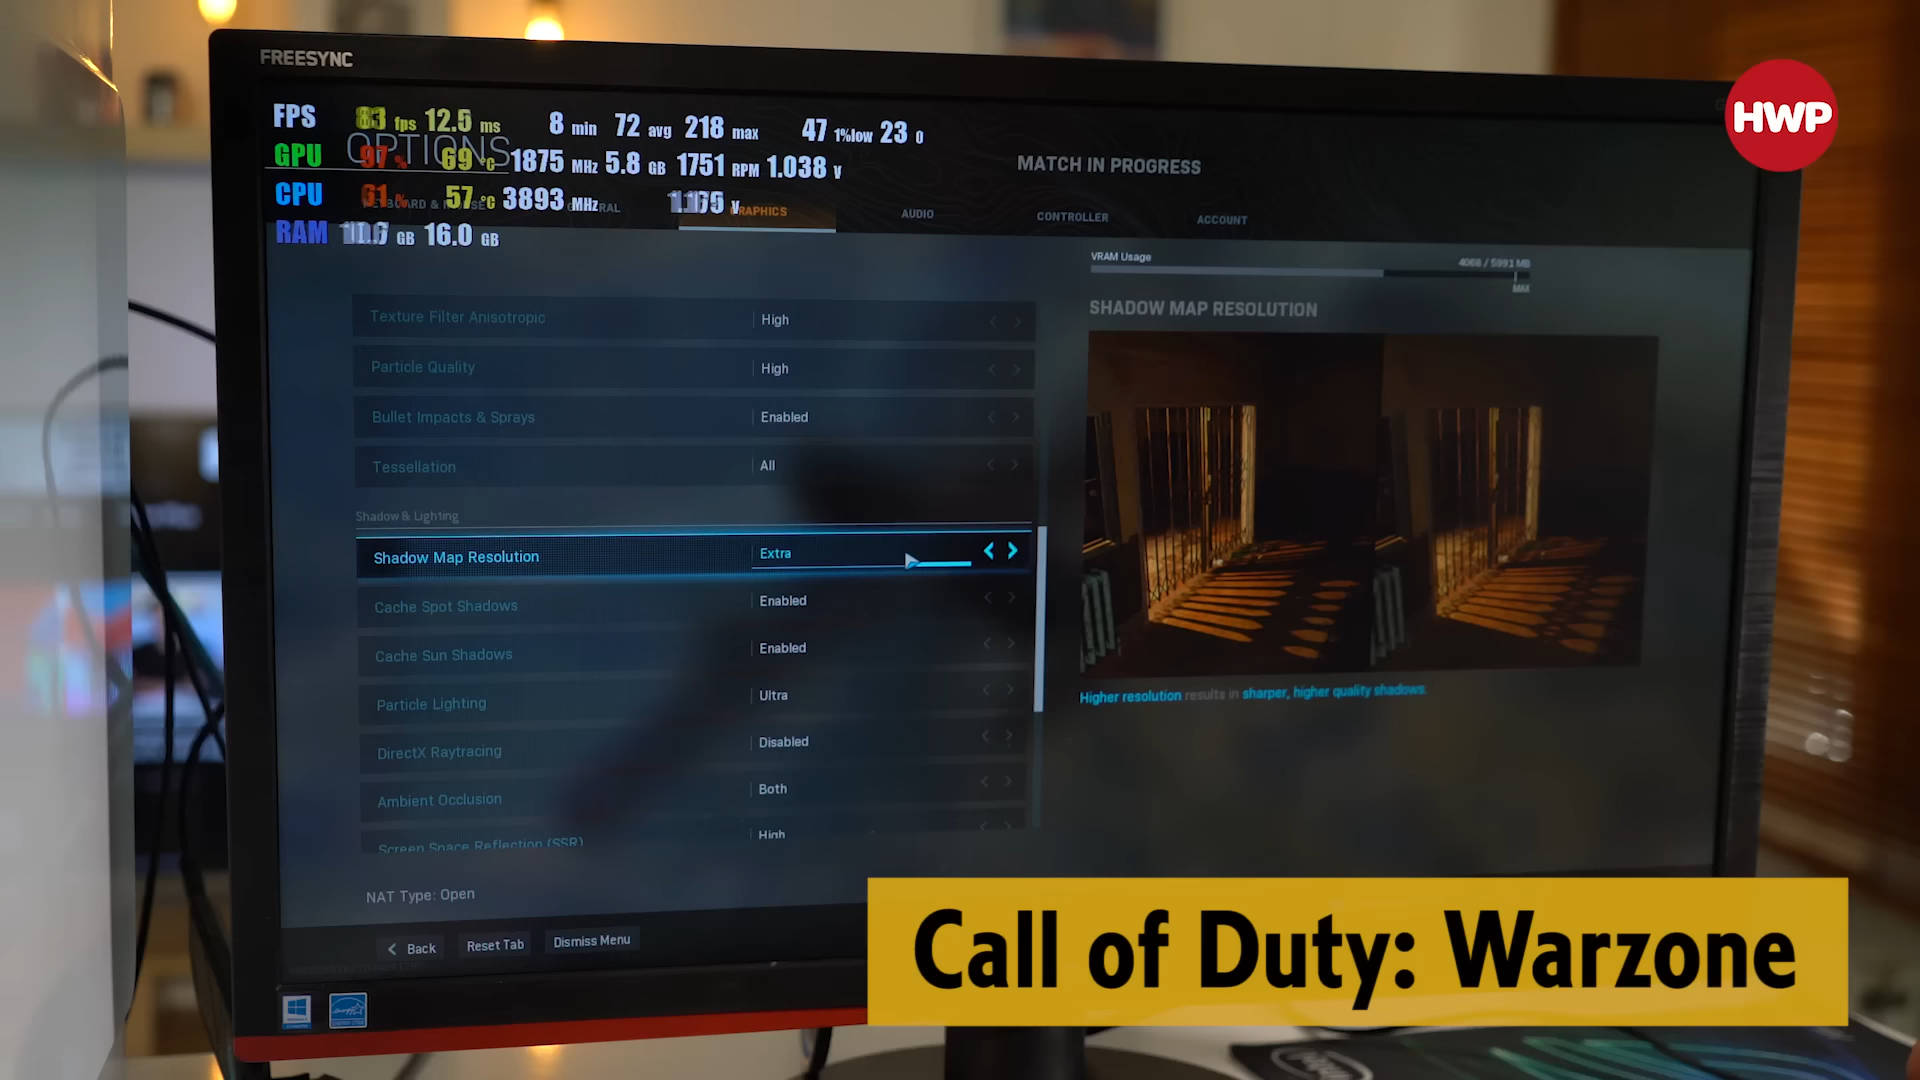 FREESYNC
HWP
FPS 83 fps 12.5 ms 8 min 72 avg 218 max 47 1%low 23 0
OPTIONS
GPU 97 % 69 °C 1875 MHz 5.8 GB 1751 RPM 1.038 V
MATCH IN PROGRESS
CPU 61 % 57 °C 3893 MHz 1.175 V
GRAPHICS AUDIO CONTROLLER ACCOUNT
RAM GB 16.0 GB
VRAM Usage 4068 / 5991 MB
MAX
SHADOW MAP RESOLUTION
Texture Filter Anisotropic High
Particle Quality High
Bullet Impacts & Sprays Enabled
Tessellation All
Shadow & Lighting
Shadow Map Resolution Extra
Cache Spot Shadows Enabled
Cache Sun Shadows Enabled
Particle Lighting Ultra
DirectX Raytracing Disabled
Ambient Occlusion Both
Screen Space Reflection (SSR) High
Higher resolution results in sharper, higher quality shadows.
NAT Type: Open
Back Reset Tab Dismiss Menu
Call of Duty: Warzone